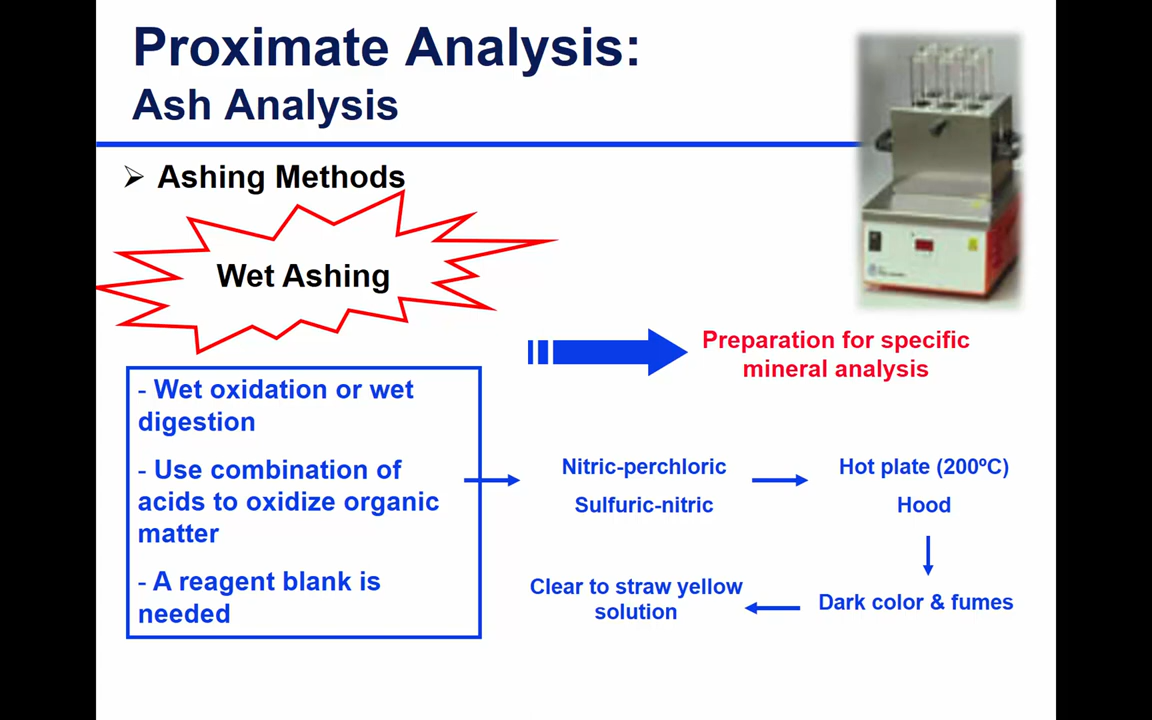 Proximate Analysis:
Ash Analysis
➢ Ashing Methods
Wet Ashing
Preparation for specific
mineral analysis
- Wet oxidation or wet
digestion
- Use combination of
acids to oxidize organic
matter
- A reagent blank is
needed
Nitric-perchloric
Sulfuric-nitric
Hot plate (200ºC)
Hood
Dark color & fumes
Clear to straw yellow
solution